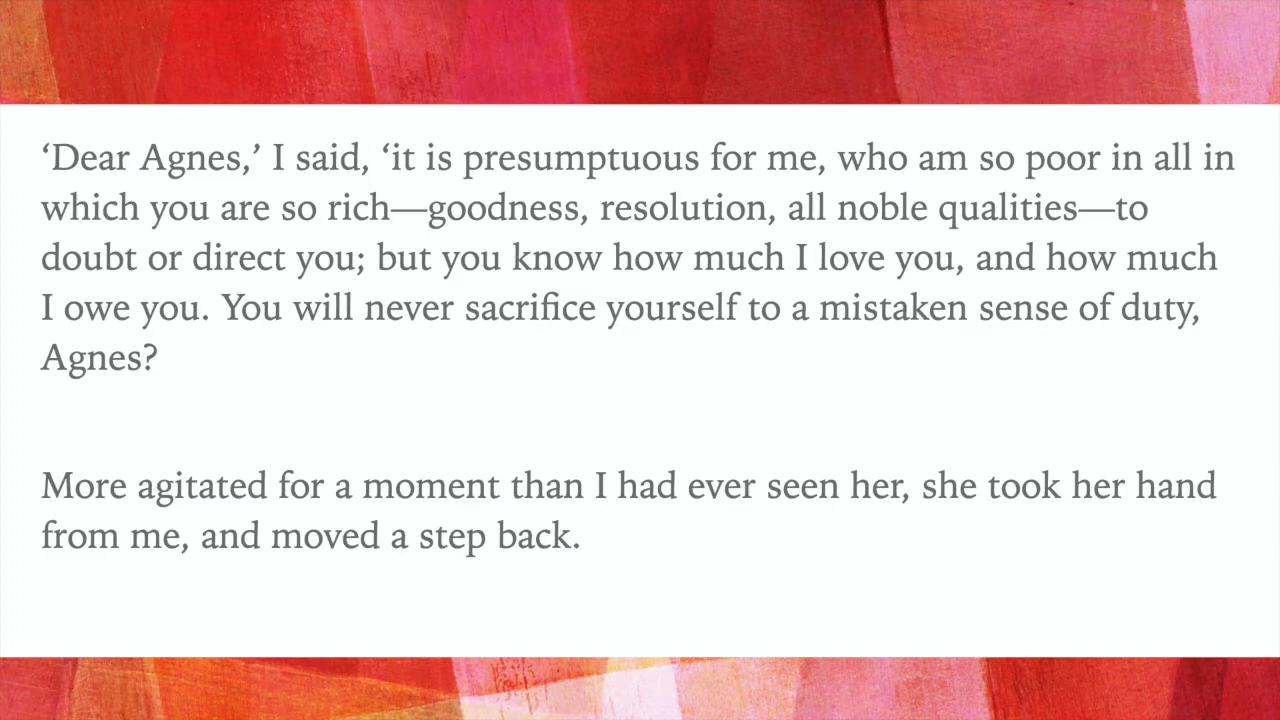 ‘Dear Agnes,’ I said, ‘it is presumptuous for me, who am so poor in all in
which you are so rich—goodness, resolution, all noble qualities—to
doubt or direct you; but you know how much I love you, and how much
I owe you. You will never sacrifice yourself to a mistaken sense of duty,
Agnes?
More agitated for a moment than I had ever seen her, she took her hand
from me, and moved a step back.